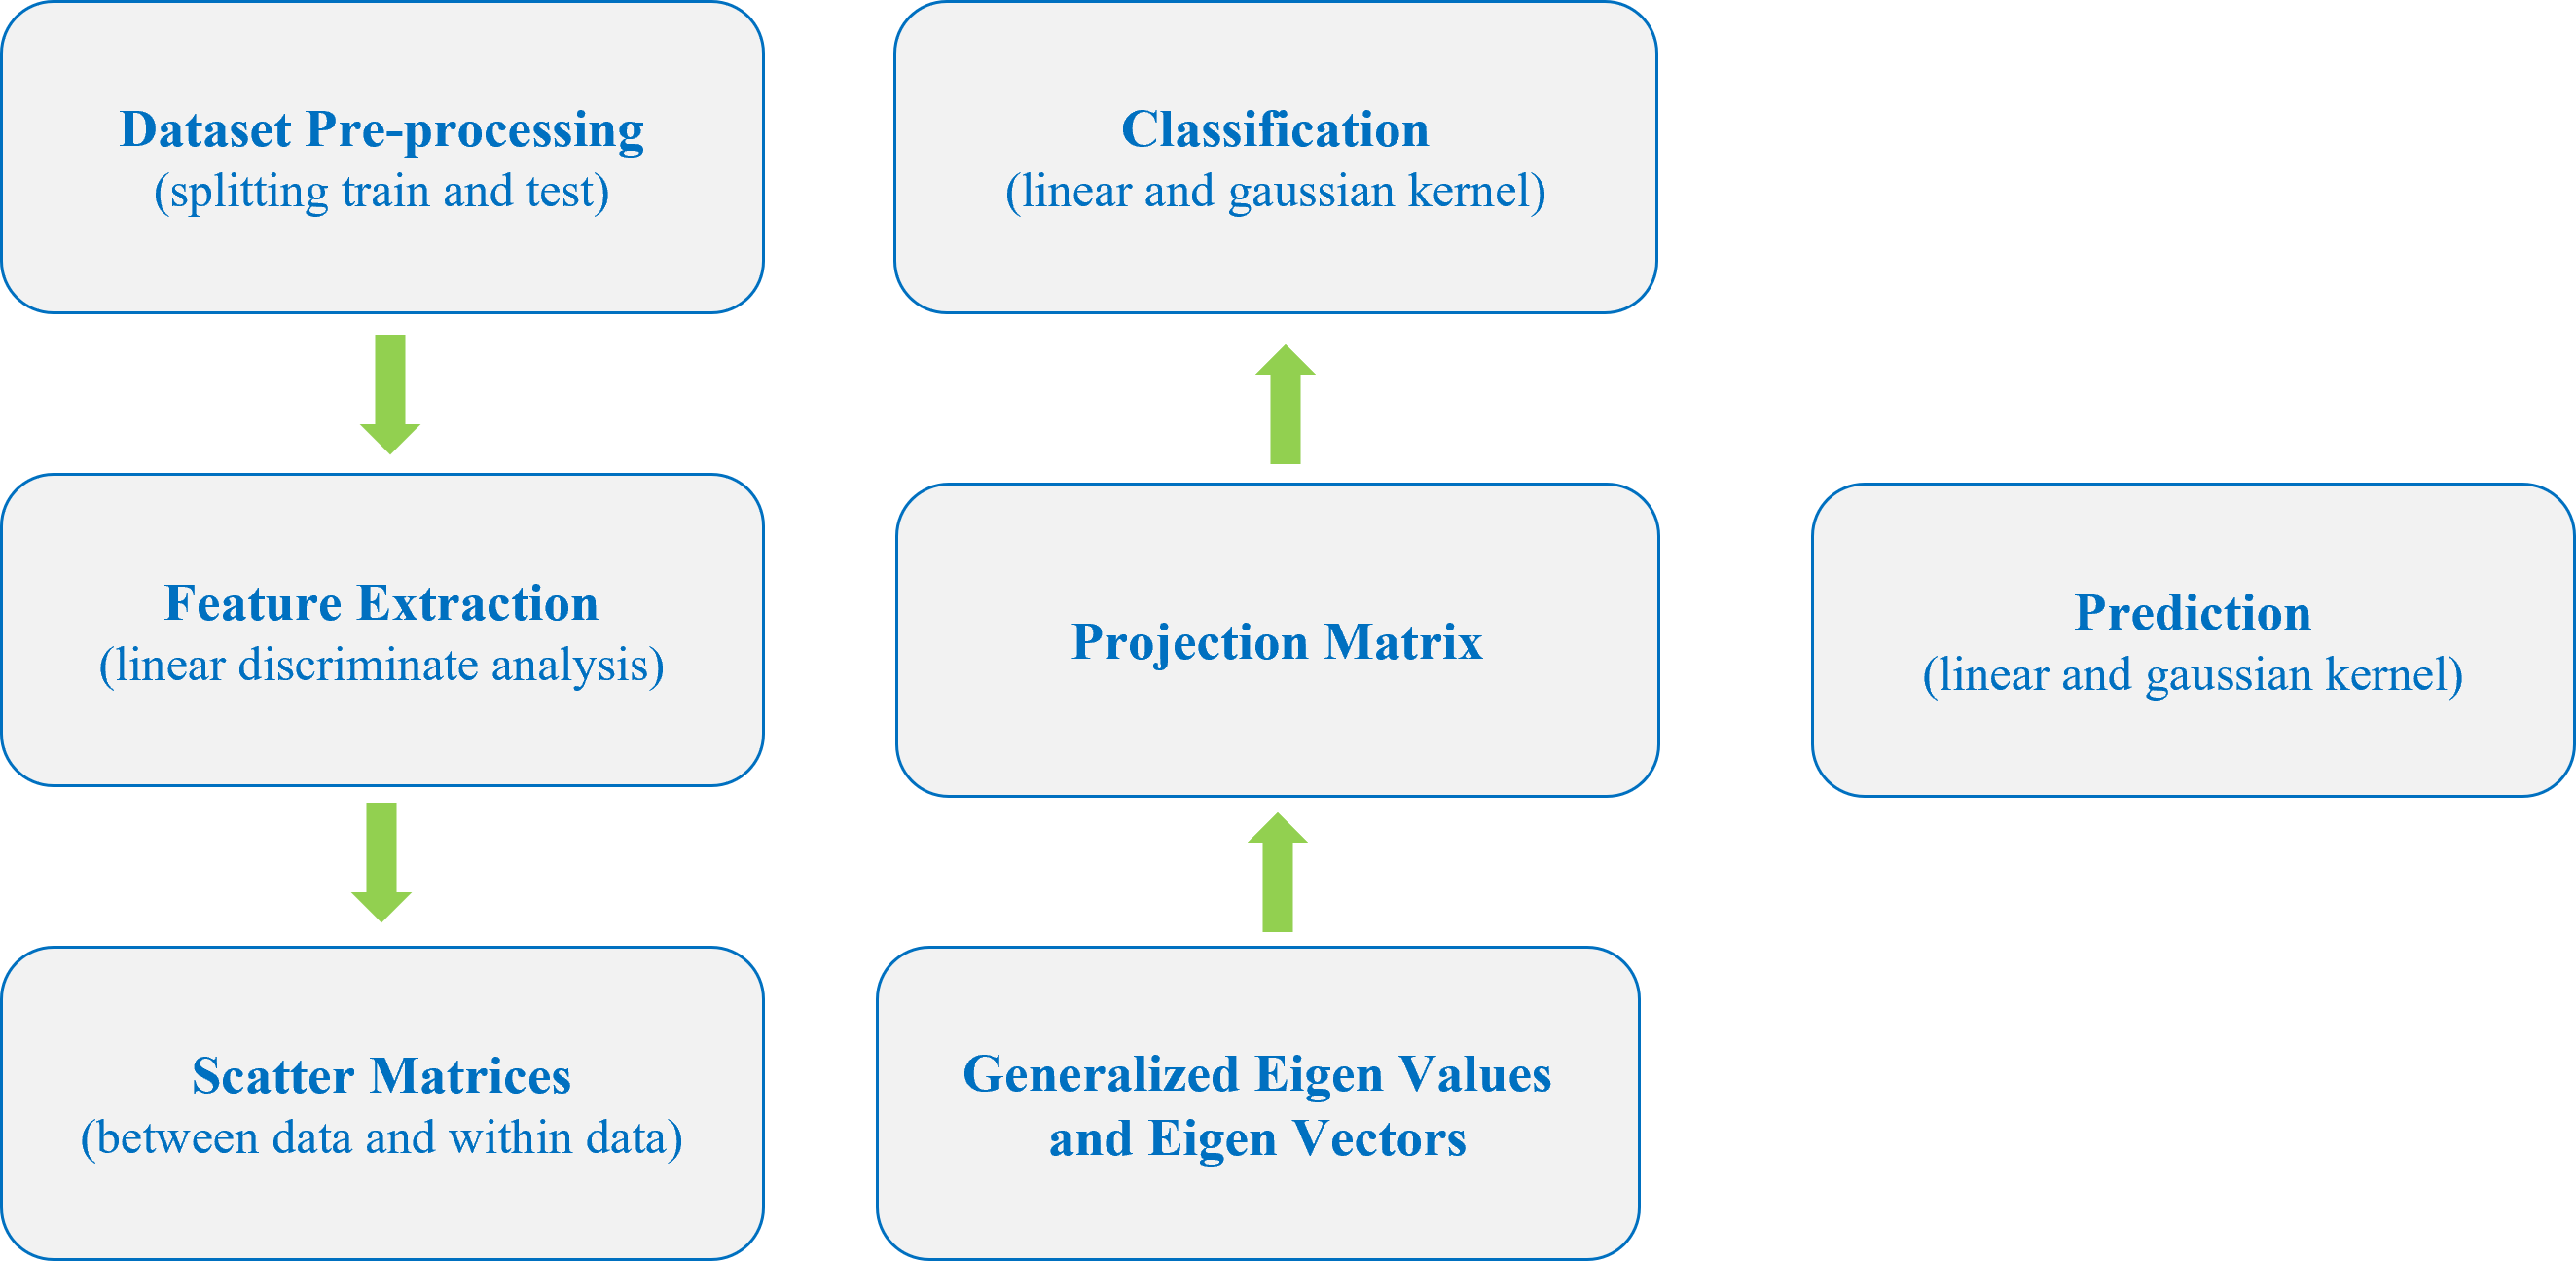 Dataset Pre-processing
(splitting train and test)
Feature Extraction
(linear discriminate analysis)
Scatter Matrices
(between data and within data)
Generalized Eigen Values
and Eigen Vectors
Projection Matrix
Classification
(linear and gaussian kernel)
Prediction
(linear and gaussian kernel)